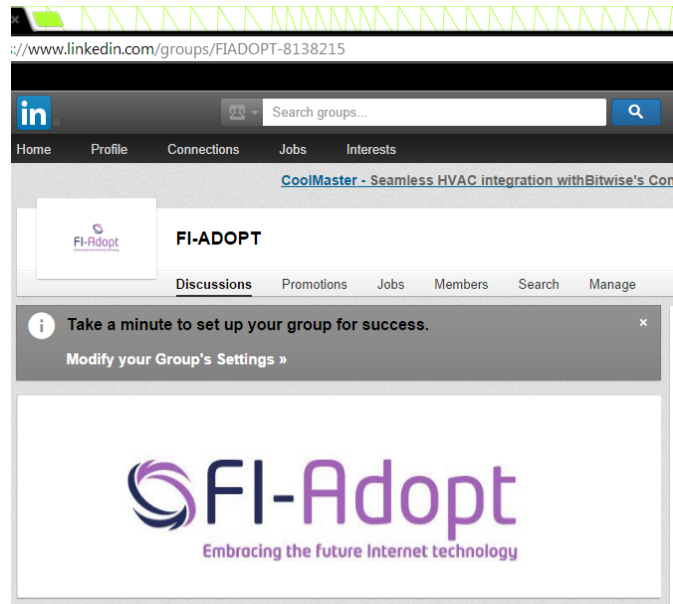 ://www.linkedin.com/groups/FIADOPT-8138215
in
Search groups...
Home Profile Connections Jobs Interests
CoolMaster - Seamless HVAC integration withBitwise's Con
FI-Adopt
FI-ADOPT
Discussions Promotions Jobs Members Search Manage
i Take a minute to set up your group for success. ×
Modify your Group's Settings »
FI-Adopt
Embracing the future Internet technology